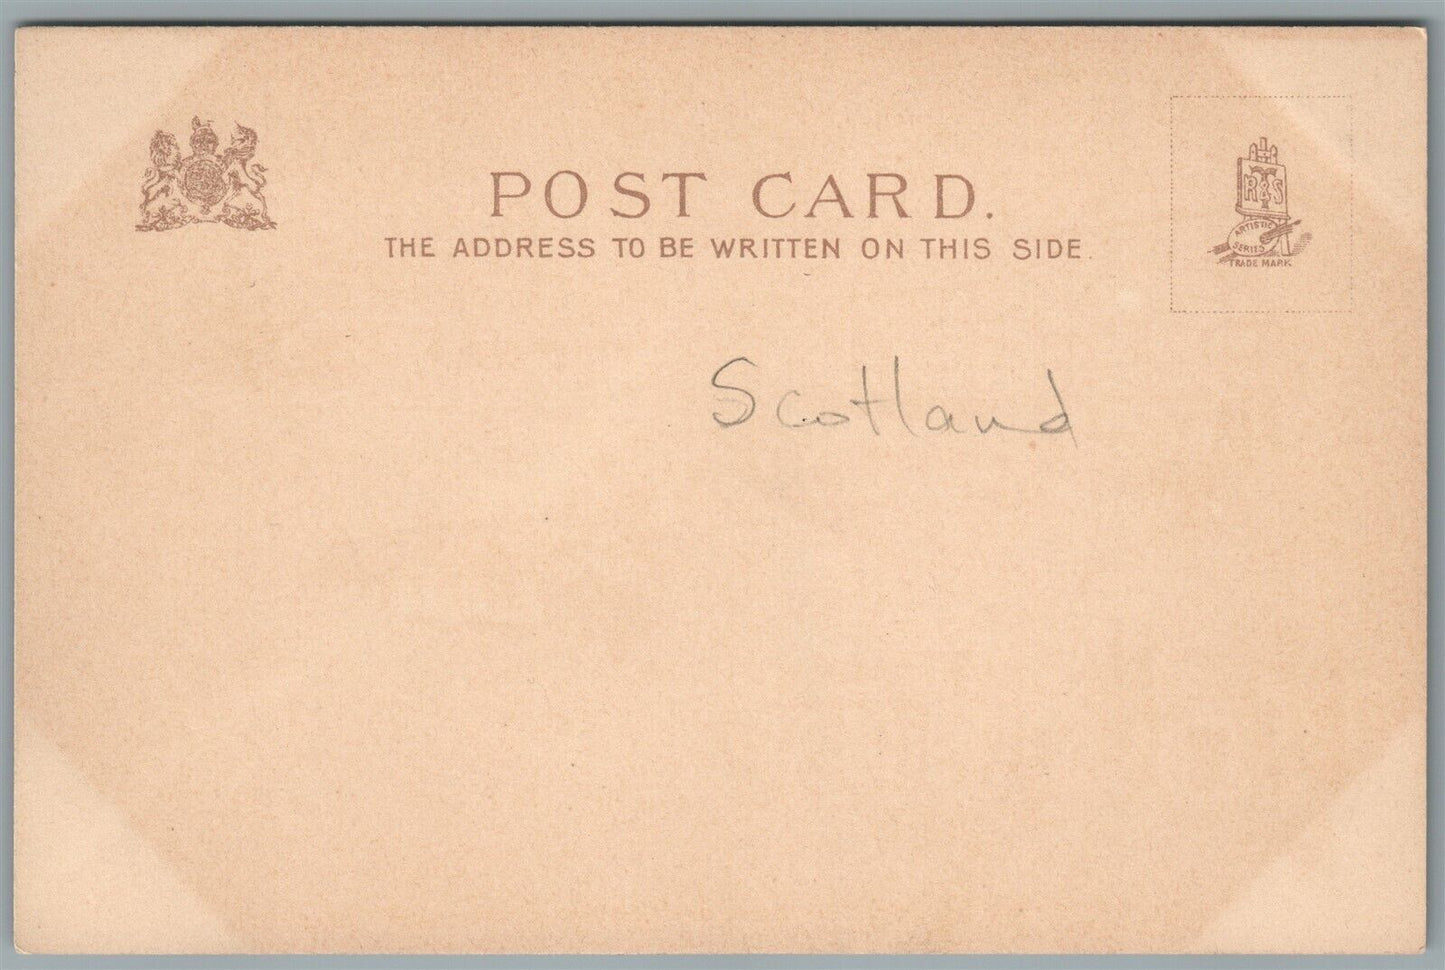 POST CARD.
THE ADDRESS TO BE WRITTEN ON THIS SIDE.
R&S
ARTISTIC
SERIES
TRADE MARK
Scotland